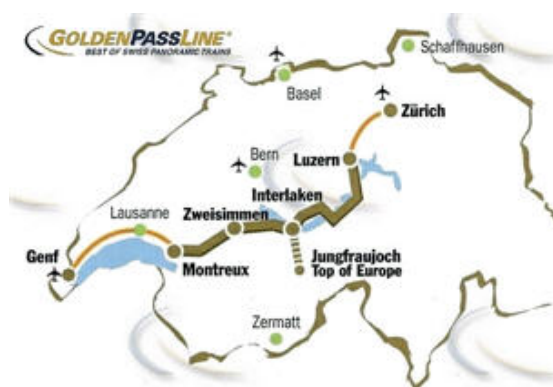 GOLDENPASSLINE®
BEST OF SWISS PANORAMIC TRAINS
Schaffhausen
Basel
Zürich
Luzern
Bern
Interlaken
Lausanne
Zweisimmen
Genf
Montreux
Jungfraujoch
Top of Europe
Zermatt